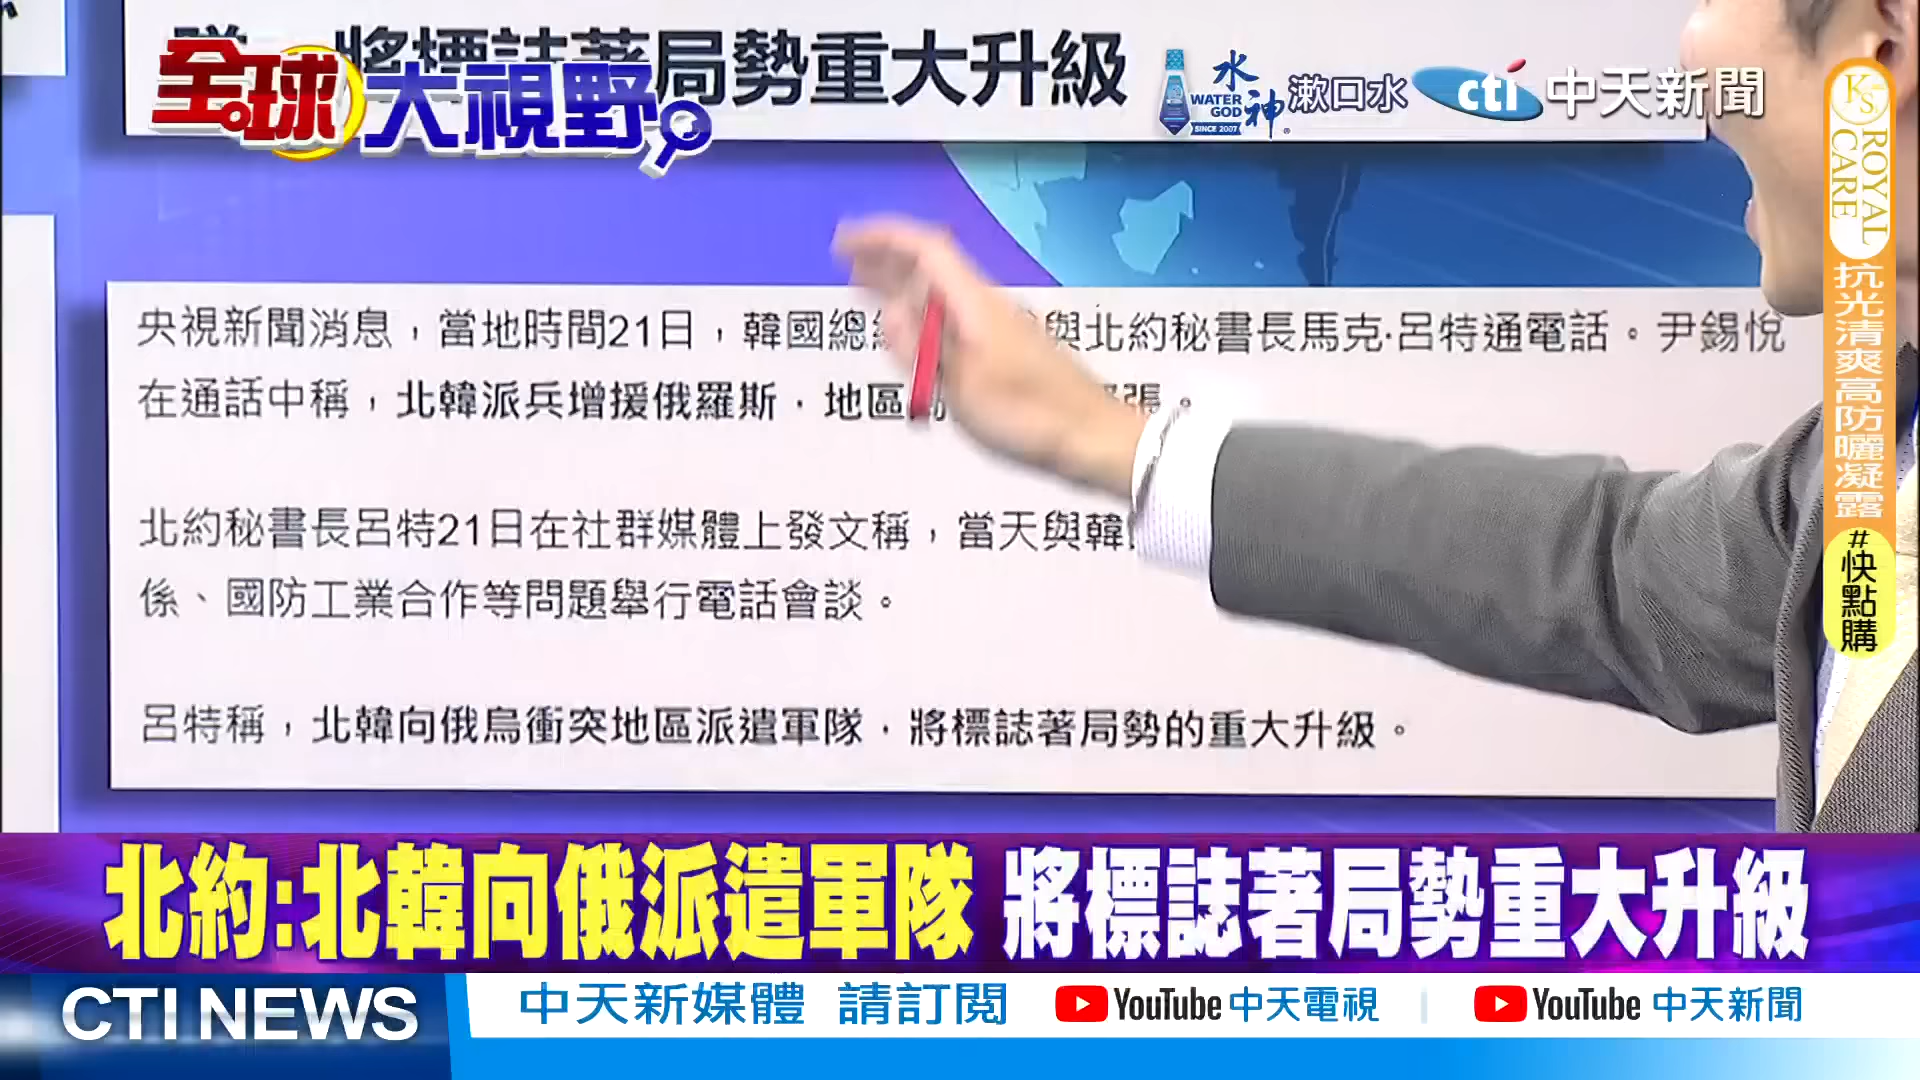 將標誌著局勢重大升級
全球大視野
水神
WATER GOD
SINCE 2007
漱口水
cti 中天新聞
KS
ROYAL CARE
抗光清爽高防曬凝露
#快點購
央視新聞消息，當地時間21日，韓國總 與北約秘書長馬克·呂特通電話。尹錫悅
在通話中稱，北韓派兵增援俄羅斯，地區 張。
北約秘書長呂特21日在社群媒體上發文稱，當天與韓
係、國防工業合作等問題舉行電話會談。
呂特稱，北韓向俄烏衝突地區派遣軍隊，將標誌著局勢的重大升級。
北約:北韓向俄派遣軍隊 將標誌著局勢重大升級
CTI NEWS
中天新媒體 請訂閱 YouTube 中天電視 | YouTube 中天新聞